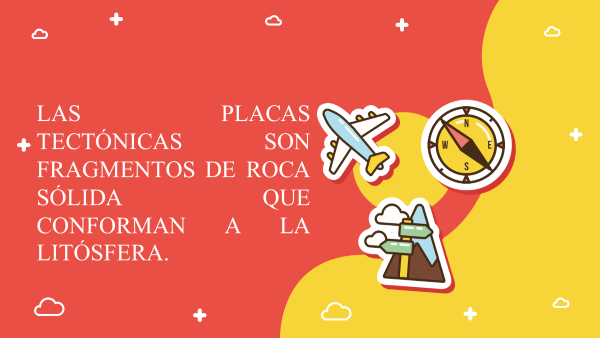 LAS PLACAS
TECTÓNICAS SON
FRAGMENTOS DE ROCA
SÓLIDA QUE
CONFORMAN A LA
LITÓSFERA.
N
W E
S